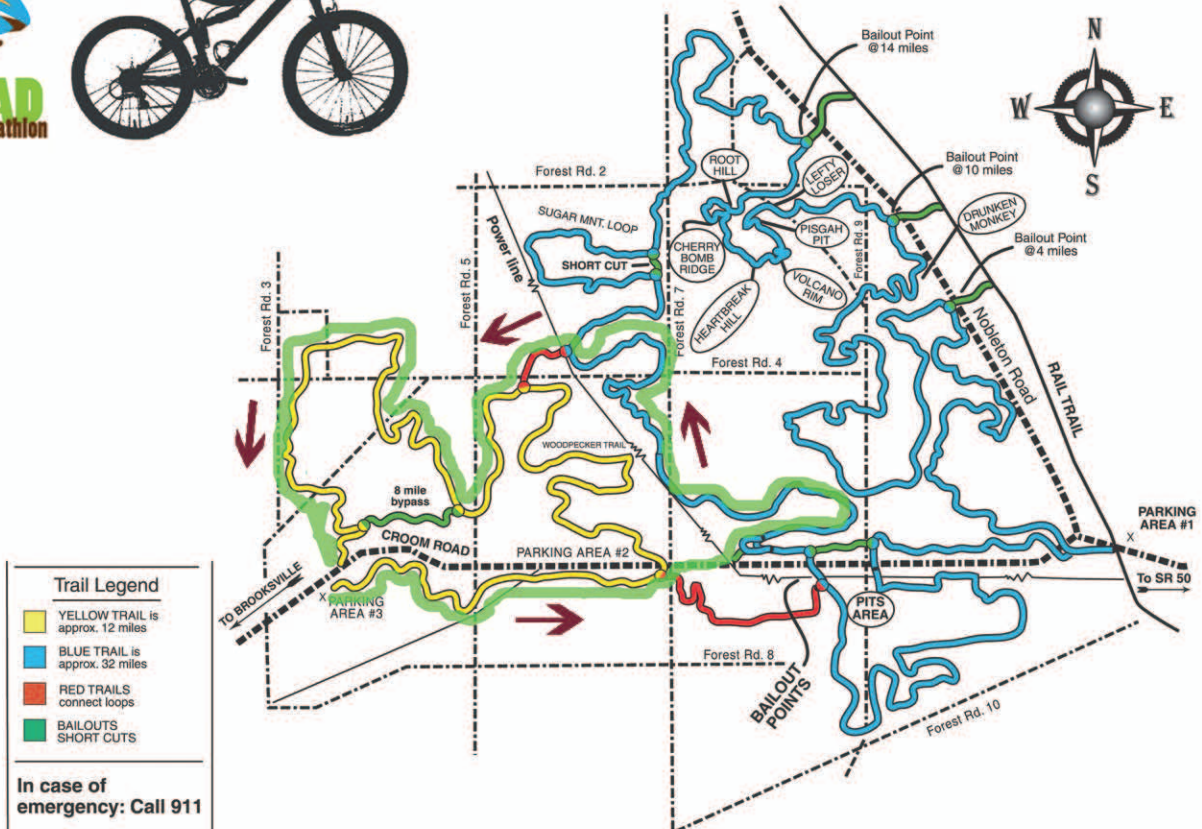 AD
athlon
Bailout Point
@14 miles
N
W
E
S
Bailout Point
@10 miles
ROOT
HILL
LEFTY
LOSER
Forest Rd. 2
DRUNKEN
MONKEY
SUGAR MNT. LOOP
Power line
PISGAH
PIT
Forest Rd. 9
Bailout Point
@4 miles
CHERRY
BOMB
RIDGE
SHORT CUT
Forest Rd. 3
Forest Rd. 5
VOLCANO
RIM
HEARTBREAK
HILL
Forest Rd. 7
Nobleton Road
RAIL TRAIL
Forest Rd. 4
WOODPECKER TRAIL
8 mile
bypass
CROOM ROAD
PARKING AREA #2
PARKING
AREA #1
X
TO BROOKSVILLE
X
PARKING
AREA #3
To SR 50
PITS
AREA
BAILOUT
POINTS
Forest Rd. 8
Forest Rd. 10
Trail Legend
YELLOW TRAIL is
approx. 12 miles
BLUE TRAIL is
approx. 32 miles
RED TRAILS
connect loops
BAILOUTS
SHORT CUTS
In case of
emergency: Call 911